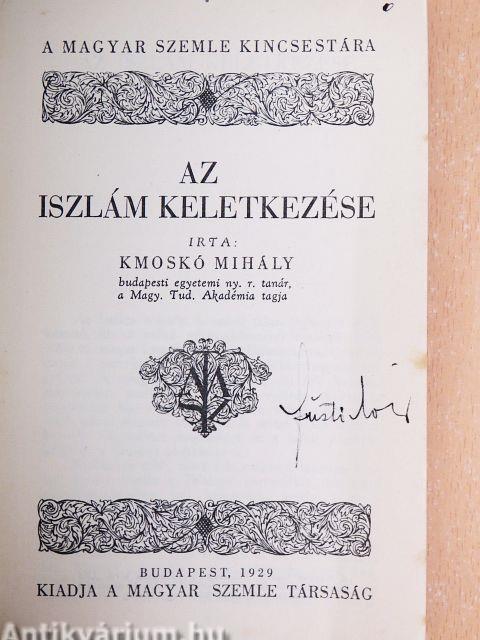 A MAGYAR SZEMLE KINCSESTÁRA
AZ
ISZLÁM KELETKEZÉSE
IRTA:
KMOSKÓ MIHÁLY
budapesti egyetemi ny. r. tanár,
a Magy. Tud. Akadémia tagja
BUDAPEST, 1929
KIADJA A MAGYAR SZEMLE TÁRSASÁG
Antikvárium.hu